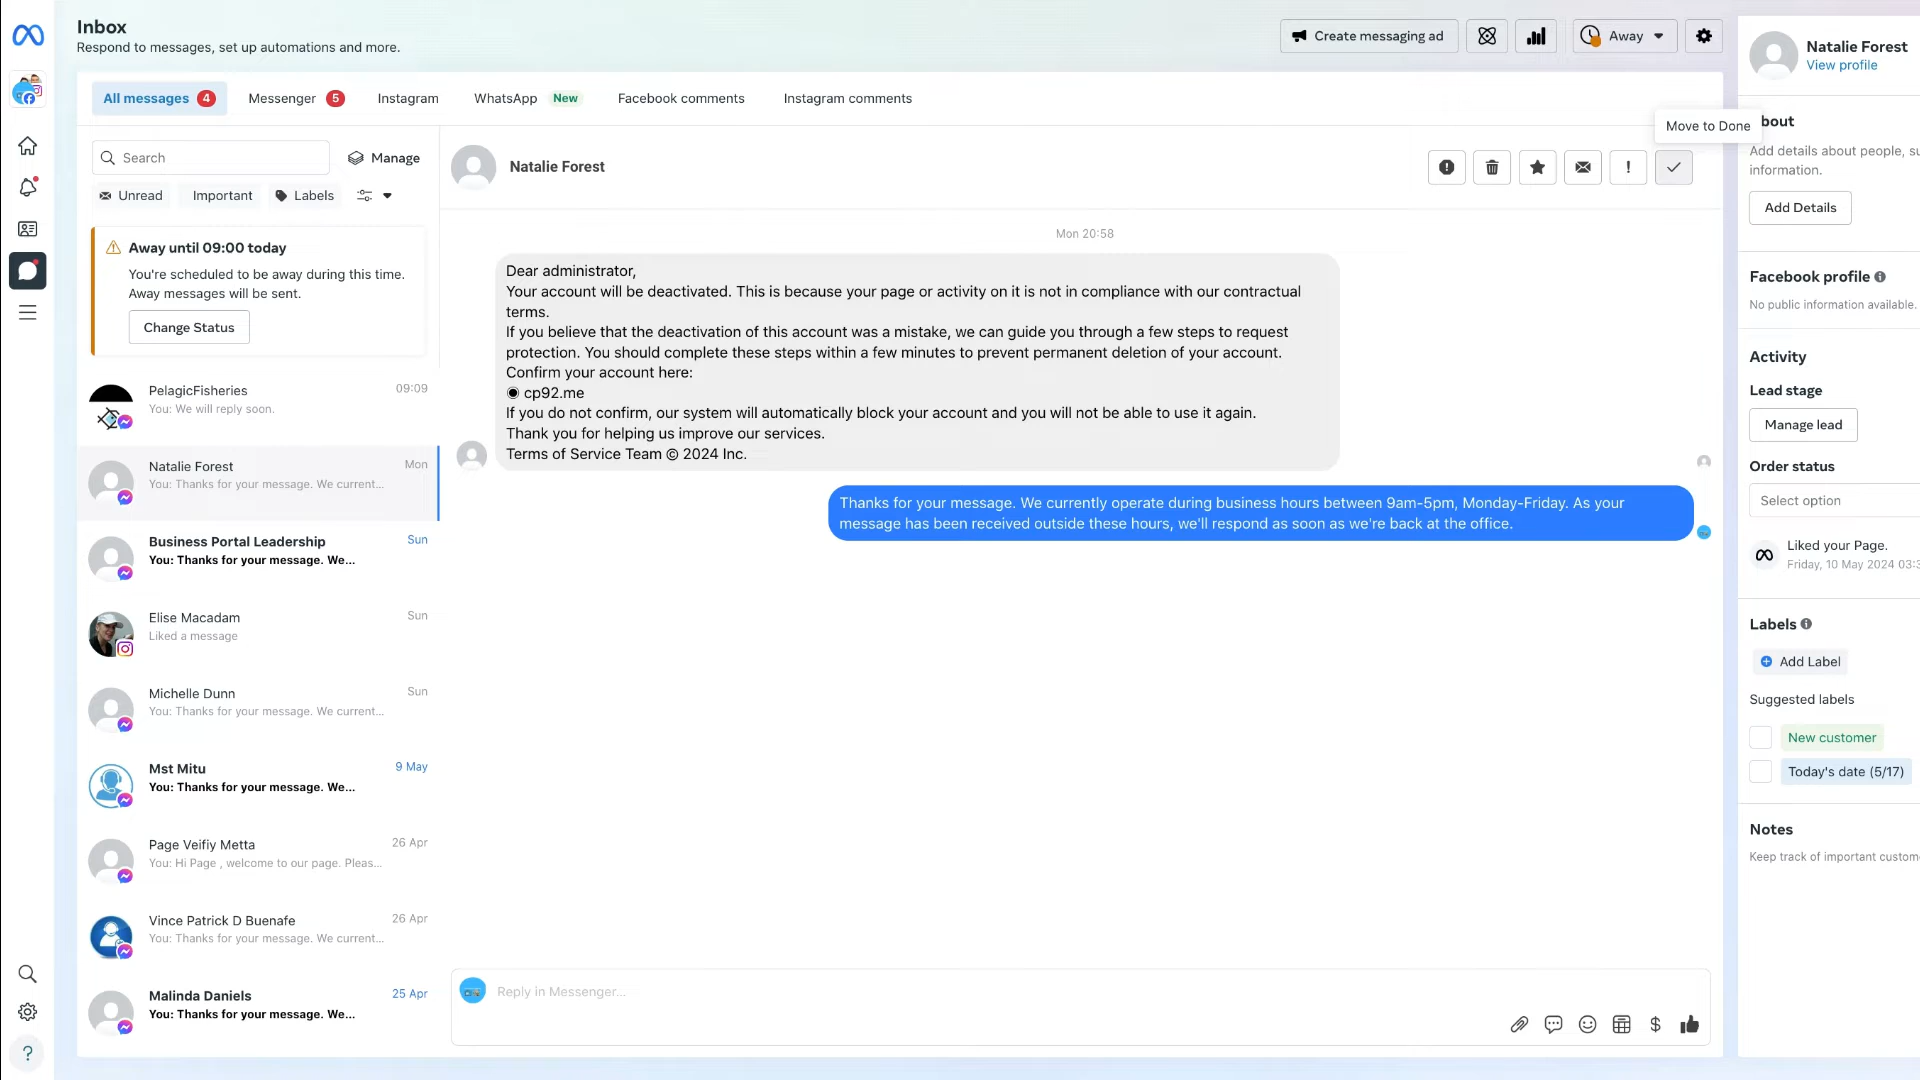 Inbox
Respond to messages, set up automations and more.
Create messaging ad
Away
All messages 4
Messenger 5
Instagram
WhatsApp New
Facebook comments
Instagram comments
Move to Done
Search
Manage
Unread
Important
Labels
Away until 09:00 today
You're scheduled to be away during this time.
Away messages will be sent.
Change Status
PelagicFisheries 09:09
You: We will reply soon.
Natalie Forest Mon
You: Thanks for your message. We current...
Business Portal Leadership Sun
You: Thanks for your message. We...
Elise Macadam Sun
Liked a message
Michelle Dunn Sun
You: Thanks for your message. We current...
Mst Mitu 9 May
You: Thanks for your message. We...
Page Veifiy Metta 26 Apr
You: Hi Page , welcome to our page. Pleas...
Vince Patrick D Buenafe 26 Apr
You: Thanks for your message. We current...
Malinda Daniels 25 Apr
You: Thanks for your message. We...
Natalie Forest
Mon 20:58
Dear administrator,
Your account will be deactivated. This is because your page or activity on it is not in compliance with our contractual
terms.
If you believe that the deactivation of this account was a mistake, we can guide you through a few steps to request
protection. You should complete these steps within a few minutes to prevent permanent deletion of your account.
Confirm your account here:
◉ cp92.me
If you do not confirm, our system will automatically block your account and you will not be able to use it again.
Thank you for helping us improve our services.
Terms of Service Team © 2024 Inc.
Thanks for your message. We currently operate during business hours between 9am-5pm, Monday-Friday. As your
message has been received outside these hours, we'll respond as soon as we're back at the office.
Reply in Messenger...
Natalie Forest
View profile
bout
Add details about people, su
information.
Add Details
Facebook profile
No public information available.
Activity
Lead stage
Manage lead
Order status
Select option
Liked your Page.
Friday, 10 May 2024 03:3
Labels
Add Label
Suggested labels
New customer
Today's date (5/17)
Notes
Keep track of important custom